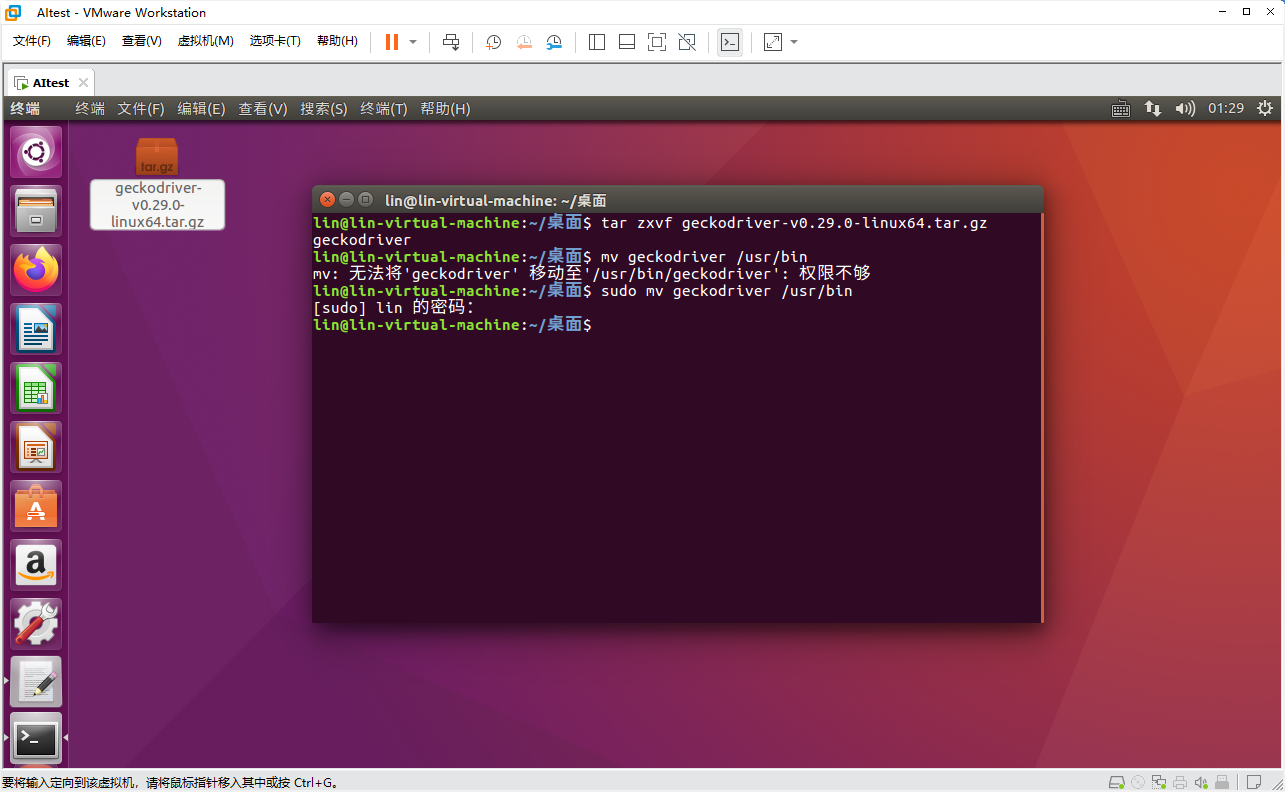 AItest - VMware Workstation
文件(F) 编辑(E) 查看(V) 虚拟机(M) 选项卡(T) 帮助(H)
AItest
终端 终端 文件(F) 编辑(E) 查看(V) 搜索(S) 终端(T) 帮助(H) 01:29
tar.gz
geckodriver-
v0.29.0-
linux64.tar.gz
lin@lin-virtual-machine: ~/桌面
lin@lin-virtual-machine:~/桌面$ tar zxvf geckodriver-v0.29.0-linux64.tar.gz
geckodriver
lin@lin-virtual-machine:~/桌面$ mv geckodriver /usr/bin
mv: 无法将'geckodriver' 移动至'/usr/bin/geckodriver': 权限不够
lin@lin-virtual-machine:~/桌面$ sudo mv geckodriver /usr/bin
[sudo] lin 的密码：
lin@lin-virtual-machine:~/桌面$
要将输入定向到该虚拟机，请将鼠标指针移入其中或按 Ctrl+G。